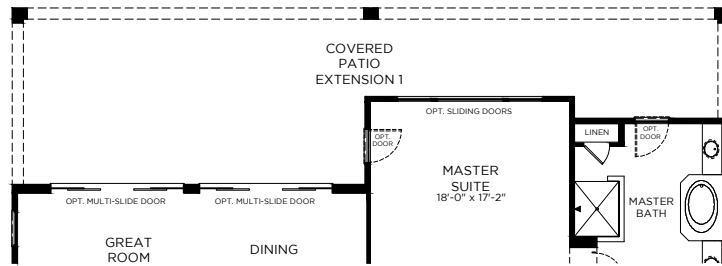 COVERED
PATIO
EXTENSION 1
OPT. SLIDING DOORS
OPT.
DOOR
LINEN
OPT.
DOOR
MASTER
SUITE
18'-0" x 17'-2"
OPT. MULTI-SLIDE DOOR
OPT. MULTI-SLIDE DOOR
MASTER
BATH
GREAT
ROOM
DINING